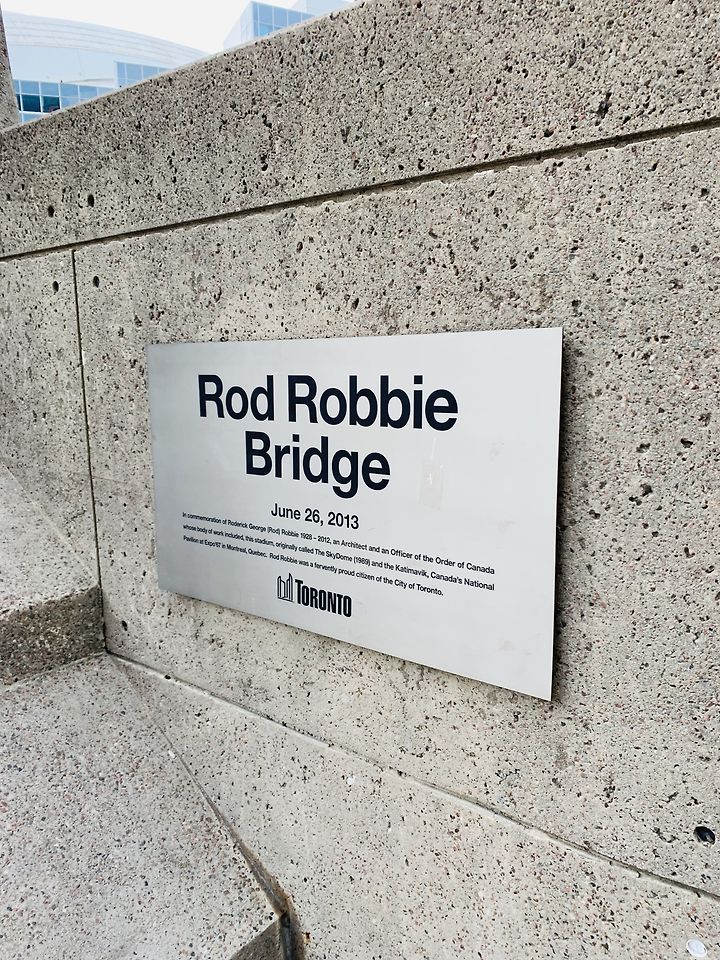 Rod Robbie
Bridge
June 26, 2013
In commemoration of Roderick George (Rod) Robbie 1928 - 2012, an Architect and an Officer of the Order of Canada
whose body of work included, this stadium, originally called The SkyDome (1989) and the Katimavik, Canada's National
Pavilion at Expo'67 in Montreal, Quebec. Rod Robbie was a fervently proud citizen of the City of Toronto.
TORONTO